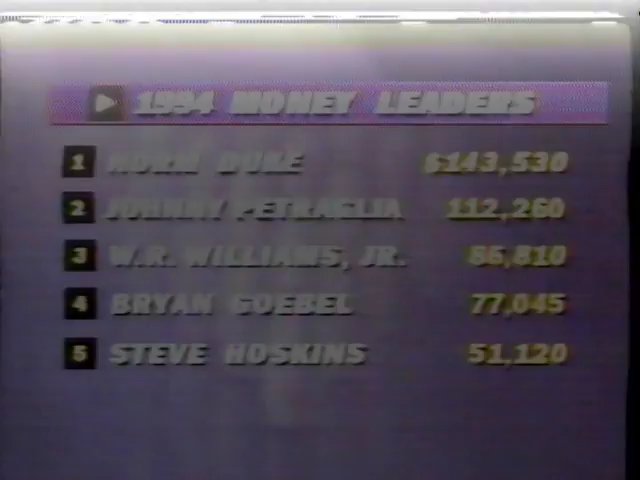 1994 MONEY LEADERS
1 NORM DUKE $143,530
2 JOHNNY PETRAGLIA 112,260
3 W.R. WILLIAMS, JR. 86,810
4 BRYAN GOEBEL 77,045
5 STEVE HOSKINS 51,120